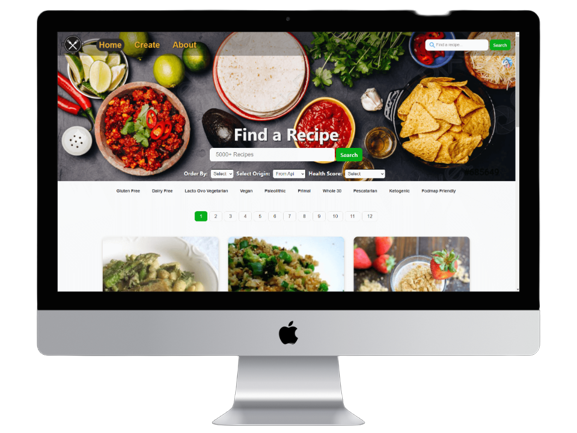 Home Create About
Find a recipe... Search
Find a Recipe
5000+ Recipes Search
Order By: Select Select Origin: From Api Health Score: Select
Gluten Free Dairy Free Lacto Ovo Vegetarian Vegan Paleolithic Primal Whole 30 Pescatarian Ketogenic Fodmap Friendly
1 2 3 4 5 6 7 8 9 10 11 12